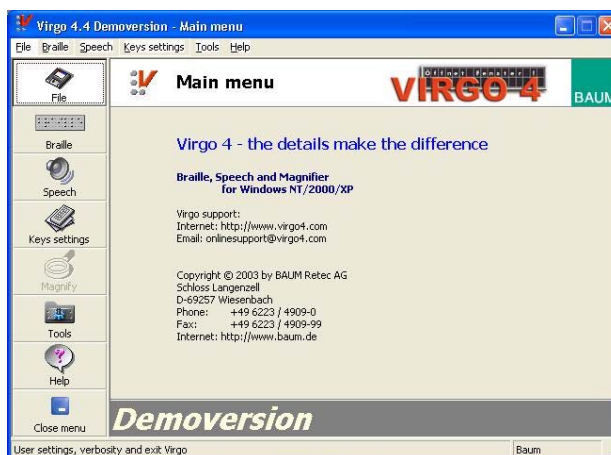 Virgo 4.4 Demoversion - Main menu
File Braille Speech Keys settings Tools Help
File
Braille
Speech
Keys settings
Magnify
Tools
Help
Close menu
Main menu
Öffnet Fenster !
VIRGO 4
BAUM
Virgo 4 - the details make the difference
Braille, Speech and Magnifier
for Windows NT/2000/XP
Virgo support:
Internet: http://www.virgo4.com
Email: onlinesupport@virgo4.com
Copyright © 2003 by BAUM Retec AG
Schloss Langenzell
D-69257 Wiesenbach
Phone: +49 6223 / 4909-0
Fax: +49 6223 / 4909-99
Internet: http://www.baum.de
Demoversion
User settings, verbosity and exit Virgo
Baum